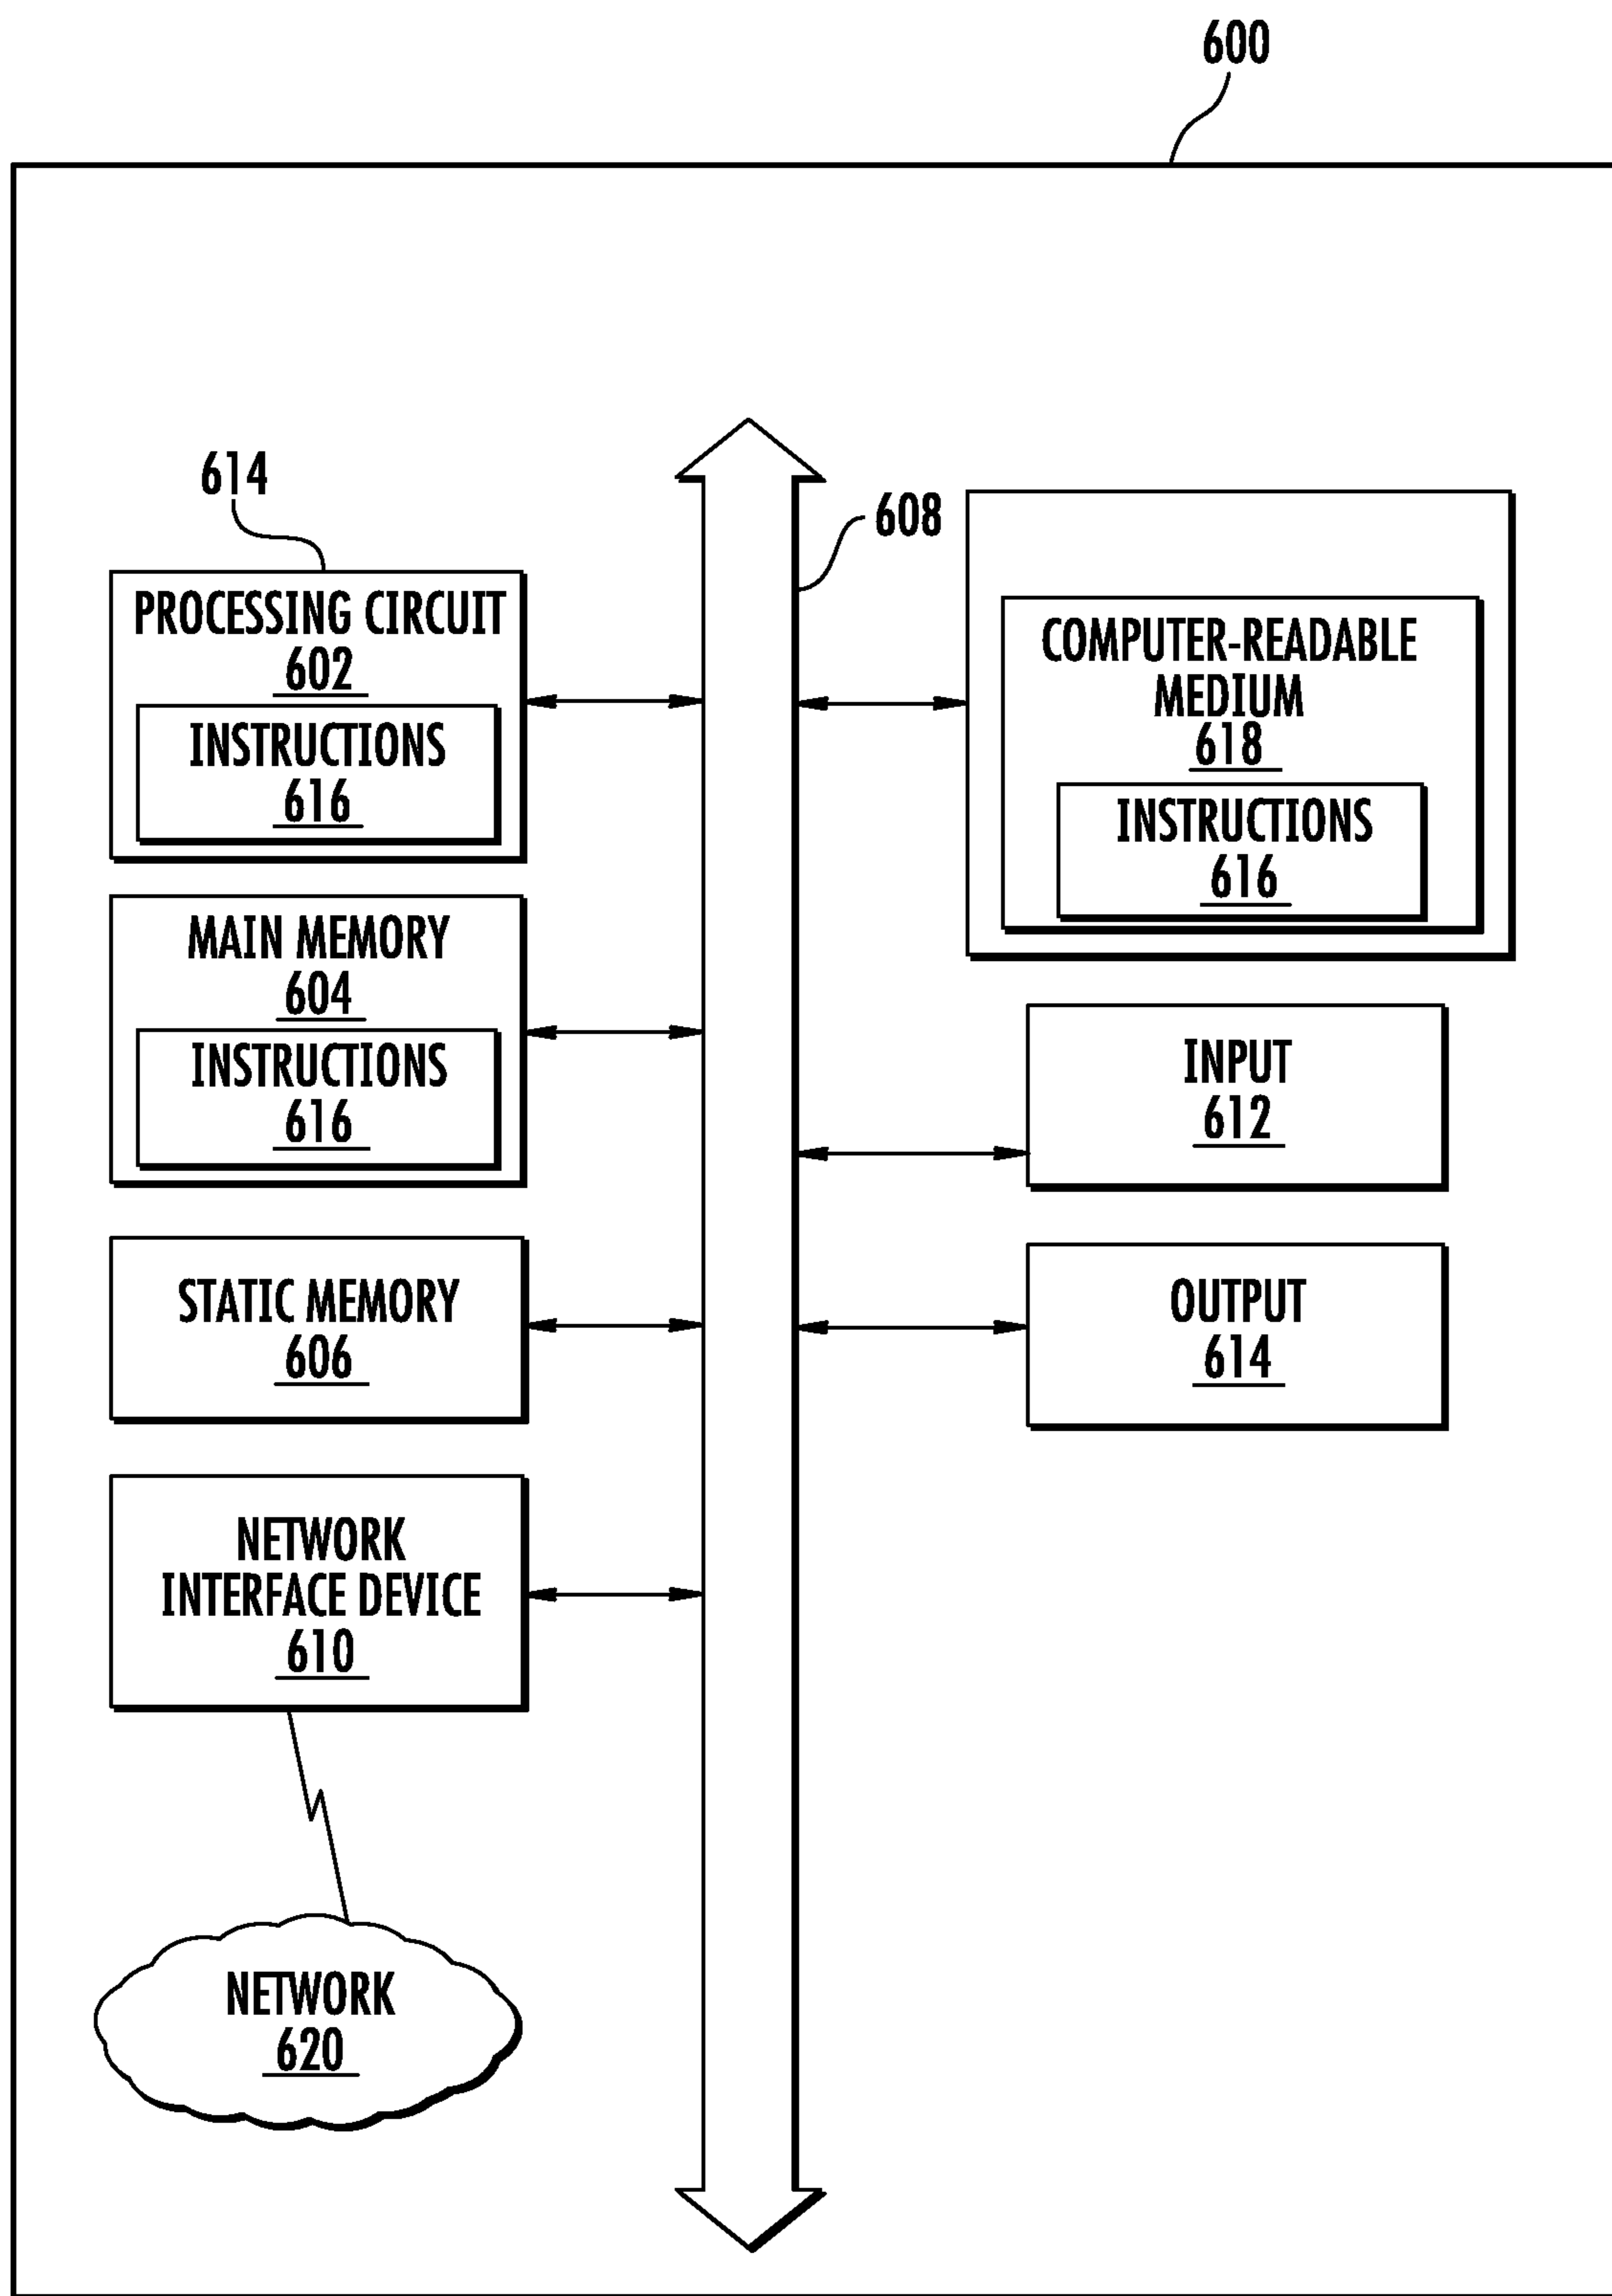 600
614
608
PROCESSING CIRCUIT
602
INSTRUCTIONS
616
COMPUTER-READABLE
MEDIUM
618
INSTRUCTIONS
616
MAIN MEMORY
604
INSTRUCTIONS
616
INPUT
612
STATIC MEMORY
606
OUTPUT
614
NETWORK
INTERFACE DEVICE
610
NETWORK
620